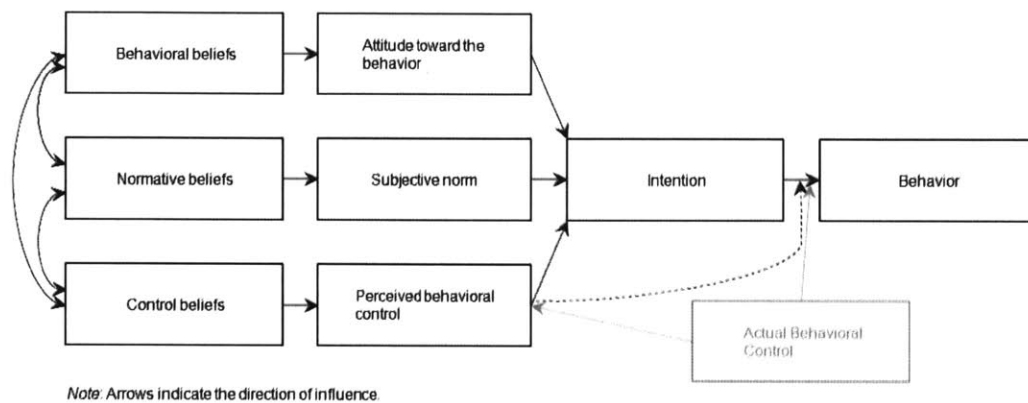 Behavioral beliefs
Attitude toward the
behavior
Normative beliefs
Subjective norm
Intention
Behavior
Control beliefs
Perceived behavioral
control
Actual Behavioral
Control
Note: Arrows indicate the direction of influence.